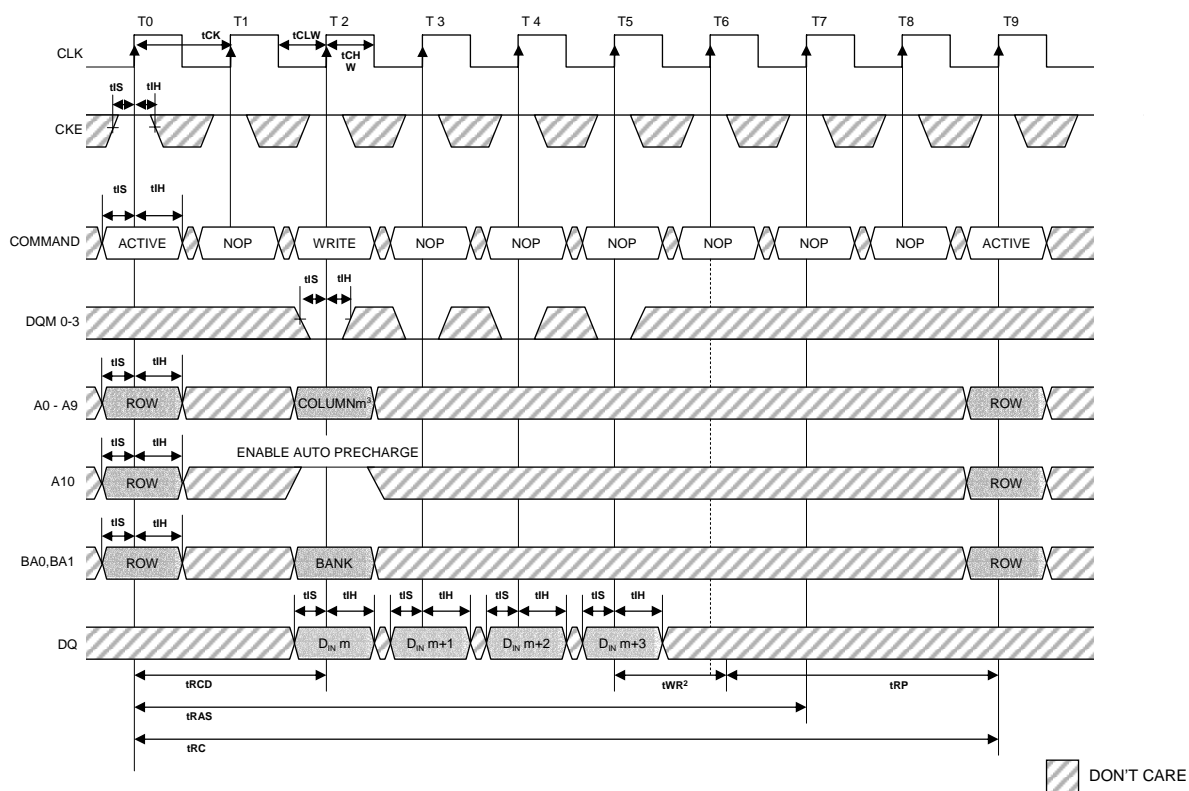 T0 T1 T 2 T 3 T 4 T5 T6 T7 T8 T9
CLK
tCK tCLW tCH
W
tIS tIH
CKE
tIS tIH
COMMAND ACTIVE NOP WRITE NOP NOP NOP NOP NOP NOP ACTIVE
tIS tIH
DQM 0-3
tIS tIH
A0 - A9 ROW COLUMNm³ ROW
tIS tIH ENABLE AUTO PRECHARGE
A10 ROW ROW
tIS tIH
BA0,BA1 ROW BANK ROW
tIS tIH tIS tIH tIS tIH tIS tIH
DQ DIN m DIN m+1 DIN m+2 DIN m+3
tRCD tWR² tRP
tRAS
tRC
DON'T CARE